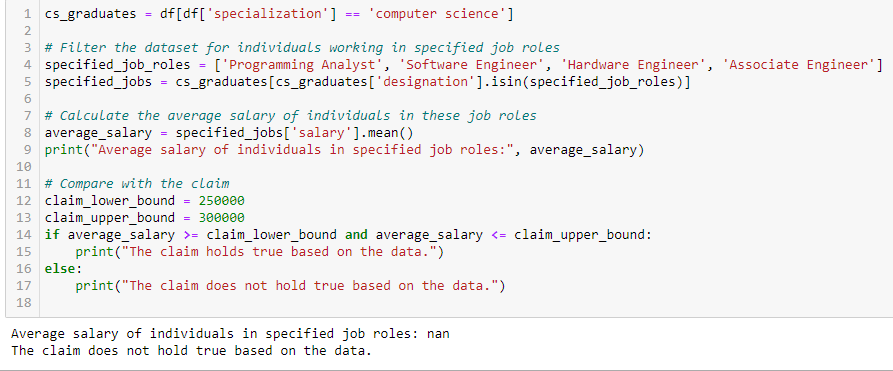 1 cs_graduates = df[df['specialization'] == 'computer science']
2
3 # Filter the dataset for individuals working in specified job roles
4 specified_job_roles = ['Programming Analyst', 'Software Engineer', 'Hardware Engineer', 'Associate Engineer']
5 specified_jobs = cs_graduates[cs_graduates['designation'].isin(specified_job_roles)]
6
7 # Calculate the average salary of individuals in these job roles
8 average_salary = specified_jobs['salary'].mean()
9 print("Average salary of individuals in specified job roles:", average_salary)
10
11 # Compare with the claim
12 claim_lower_bound = 250000
13 claim_upper_bound = 300000
14 if average_salary >= claim_lower_bound and average_salary <= claim_upper_bound:
15     print("The claim holds true based on the data.")
16 else:
17     print("The claim does not hold true based on the data.")
18
Average salary of individuals in specified job roles: nan
The claim does not hold true based on the data.